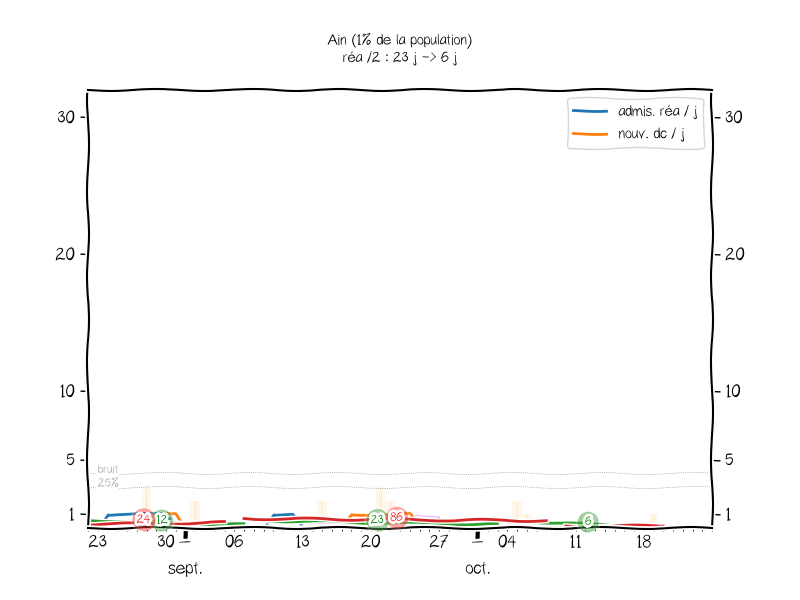 Ain (1% de la population)
réa /2 : 23 j -> 6 j
admis. réa / j
nouv. dc / j
30 30
20 20
10 10
5 5
bruit
25%
1 1
24 12 23 86 6
23 30 06 13 20 27 04 11 18
sept. oct.